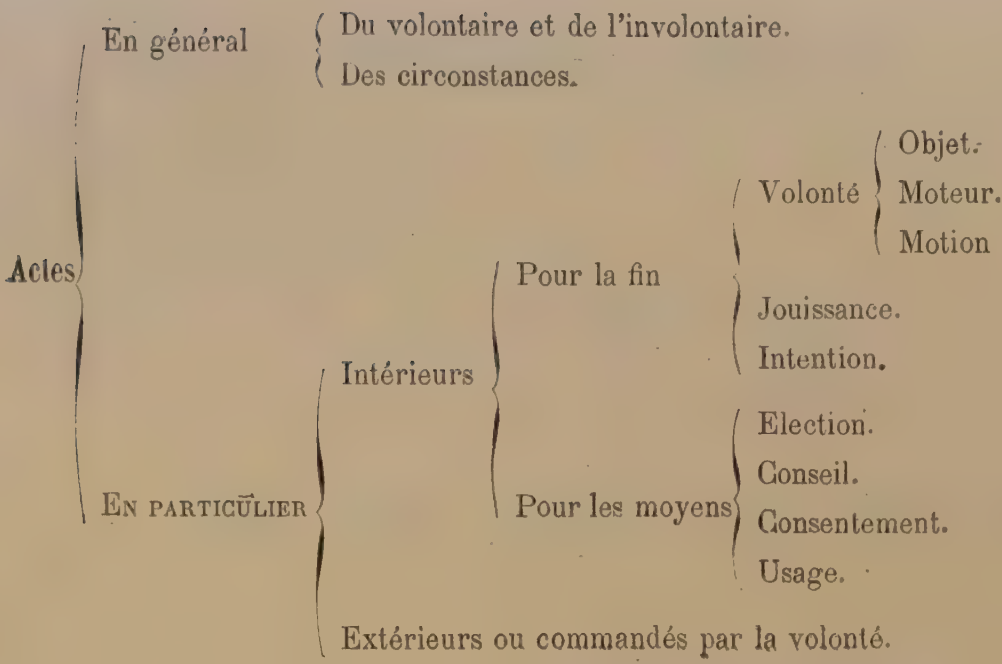 En général
Du volontaire et de l'involontaire.
Des circonstances.
Actes
EN PARTICULIER
Intérieurs
Pour la fin
Volonté
Objet.
Moteur.
Motion
Jouissance.
Intention.
Pour les moyens
Election.
Conseil.
Consentement.
Usage.
Extérieurs ou commandés par la volonté.